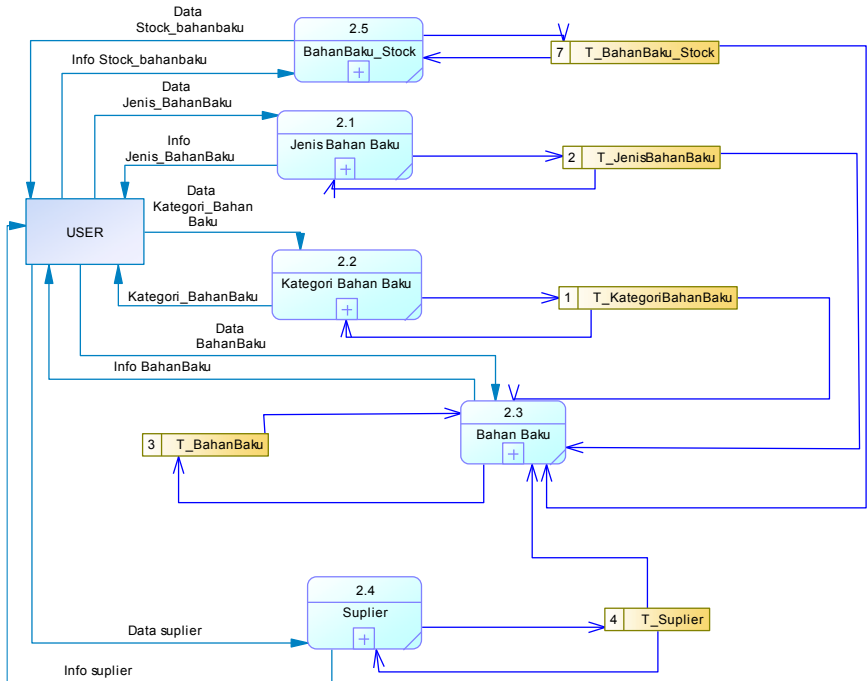 Data
Stock_bahanbaku
2.5
BahanBaku_Stock
7 T_BahanBaku_Stock
Info Stock_bahanbaku
Data
Jenis_BahanBaku
2.1
Jenis Bahan Baku
Info
Jenis_BahanBaku
2 T_JenisBahanBaku
Data
Kategori_Bahan
Baku
USER
2.2
Kategori Bahan Baku
Kategori_BahanBaku
1 T_KategoriBahanBaku
Data
BahanBaku
Info BahanBaku
2.3
Bahan Baku
3 T_BahanBaku
2.4
Suplier
4 T_Suplier
Data suplier
Info suplier